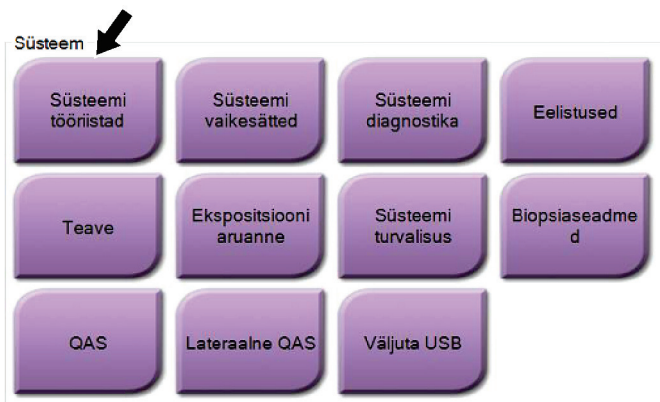 Süsteem
Süsteemi
tööriistad
Süsteemi
vaikesätted
Süsteemi
diagnostika
Eelistused
Teave
Ekspositsiooni
aruanne
Süsteemi
turvalisus
Biopsiaseadme
d
QAS
Lateraalne QAS
Väljuta USB